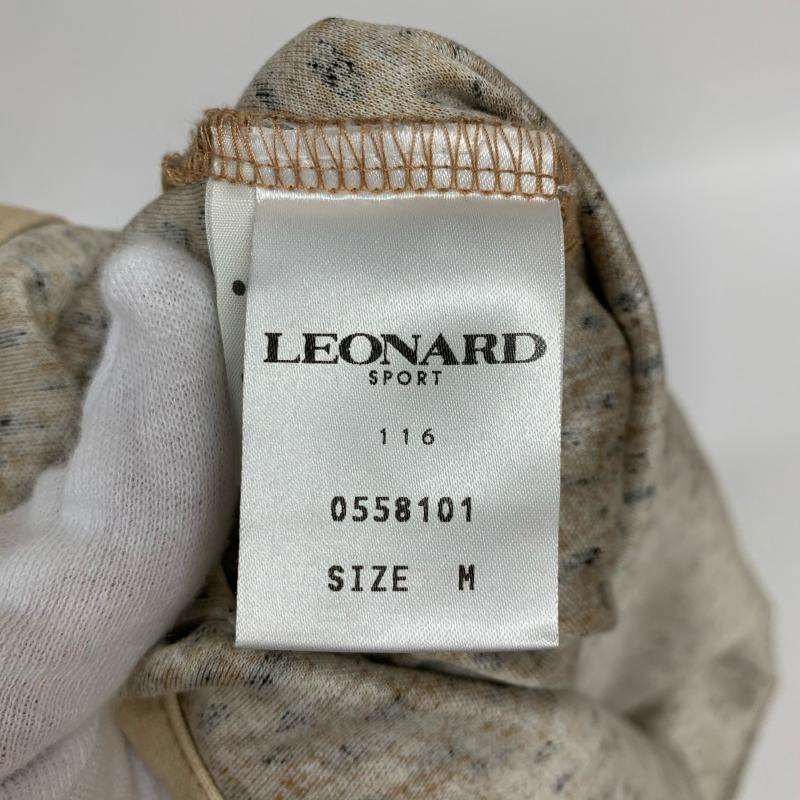 LEONARD
SPORT
116
0558101
SIZE M